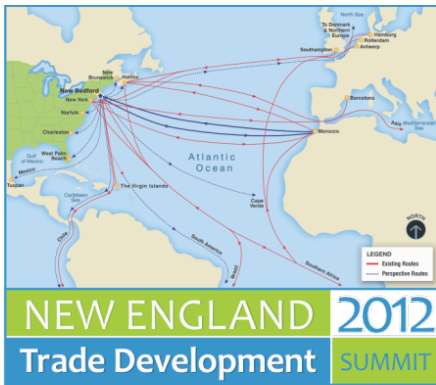 North Sea
To Denmark
& Northern
Europe
Hamburg
Rotterdam
Antwerp
Southampton
New
Brunswick
Halifax
New Bedford
New York
Norfolk
Charleston
West Palm
Beach
Gulf
of Mexico
Mexico
Tuxpan
Caribbean
Sea
The Virgin Islands
Barcelona
Morocco
Asia
Mediterranean
Sea
Atlantic
Ocean
Cape
Verde
South America
Chile
Brazil
Southern Africa
NORTH
LEGEND
Existing Routes
Perspective Routes
NEW ENGLAND 2012
Trade Development SUMMIT